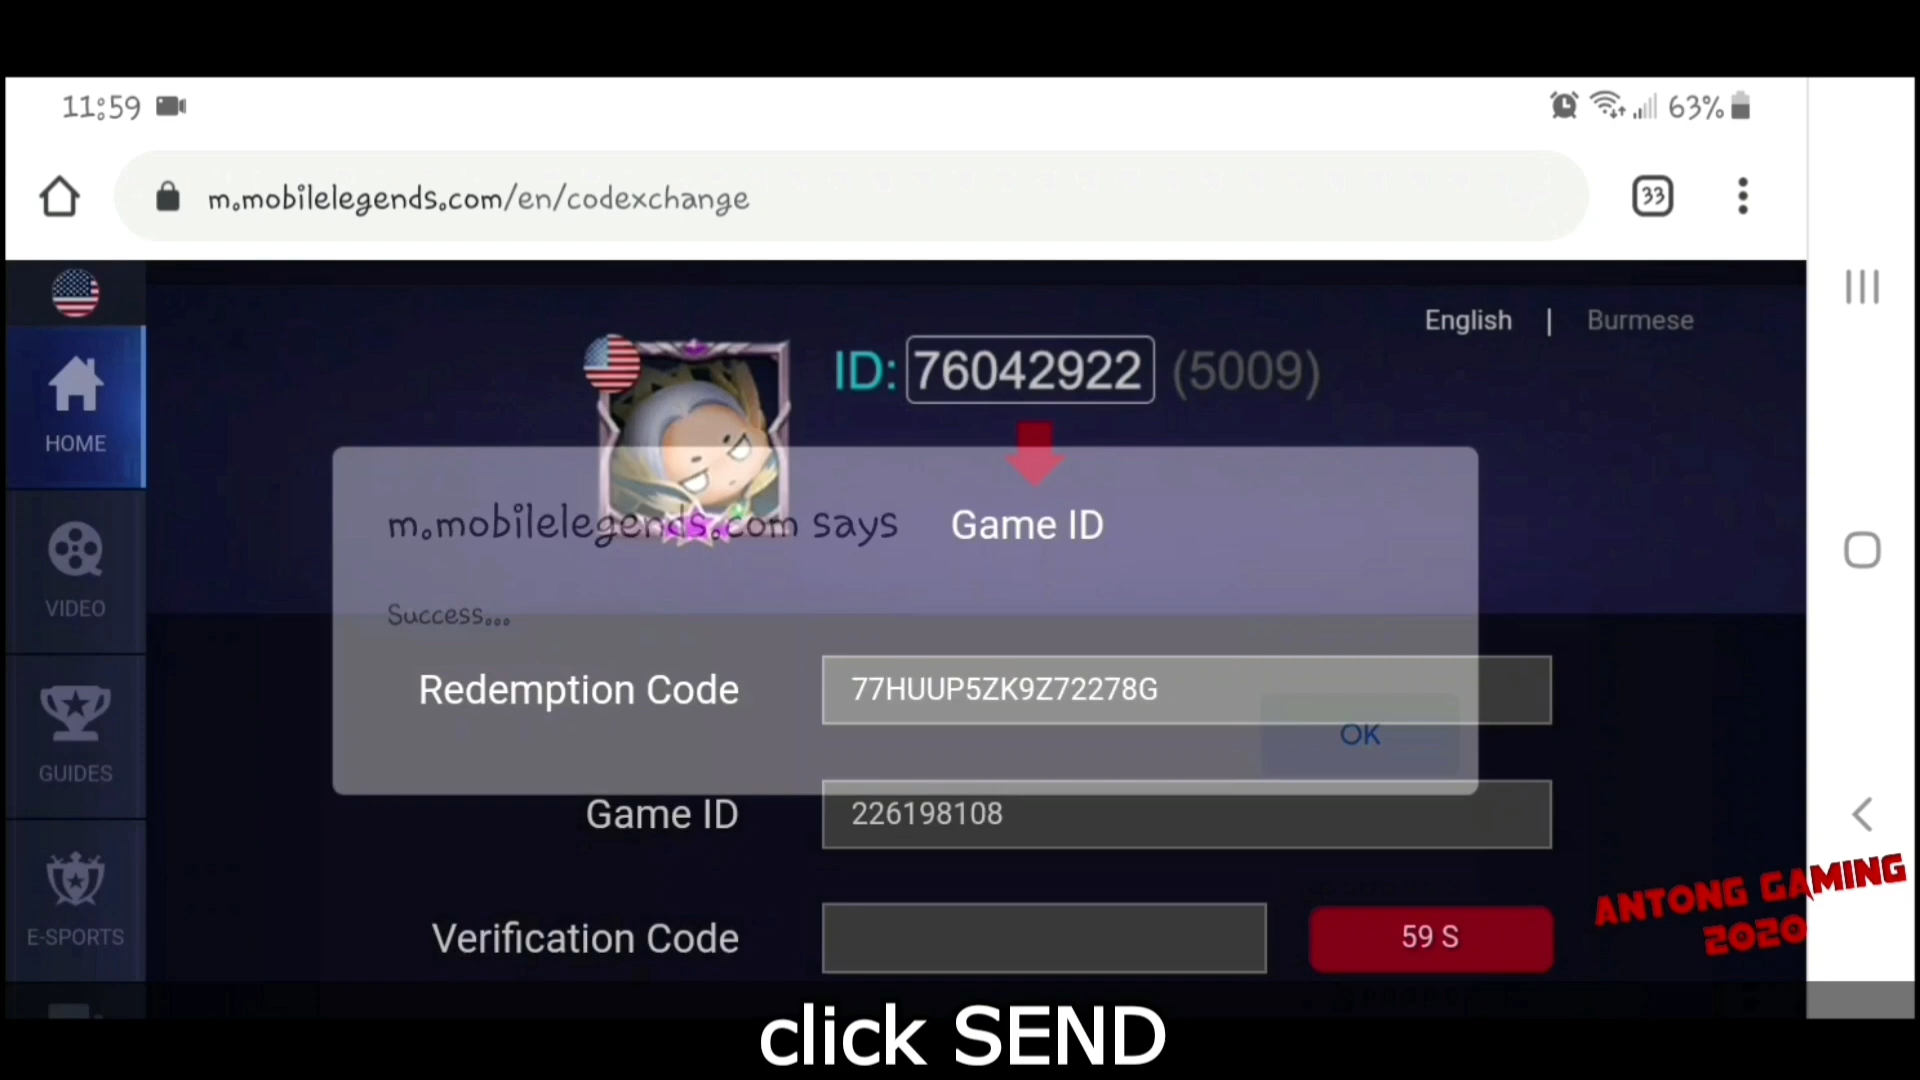 11:59
63%
m.mobilelegends.com/en/codexchange
33
English | Burmese
ID: 76042922 (5009)
HOME
m.mobilelegends.com says
Game ID
Success...
VIDEO
Redemption Code
77HUUP5ZK9Z72278G
OK
GUIDES
Game ID
226198108
E-SPORTS
Verification Code
59 S
ANTONG GAMING
2020
click SEND